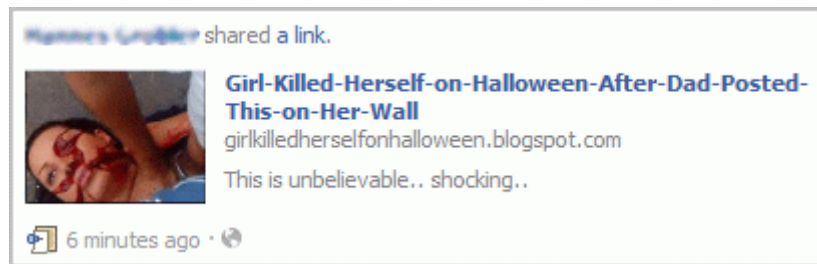 shared a link.
Girl-Killed-Herself-on-Halloween-After-Dad-Posted-
This-on-Her-Wall
girlkilledherselfonhalloween.blogspot.com
This is unbelievable.. shocking..
6 minutes ago ·